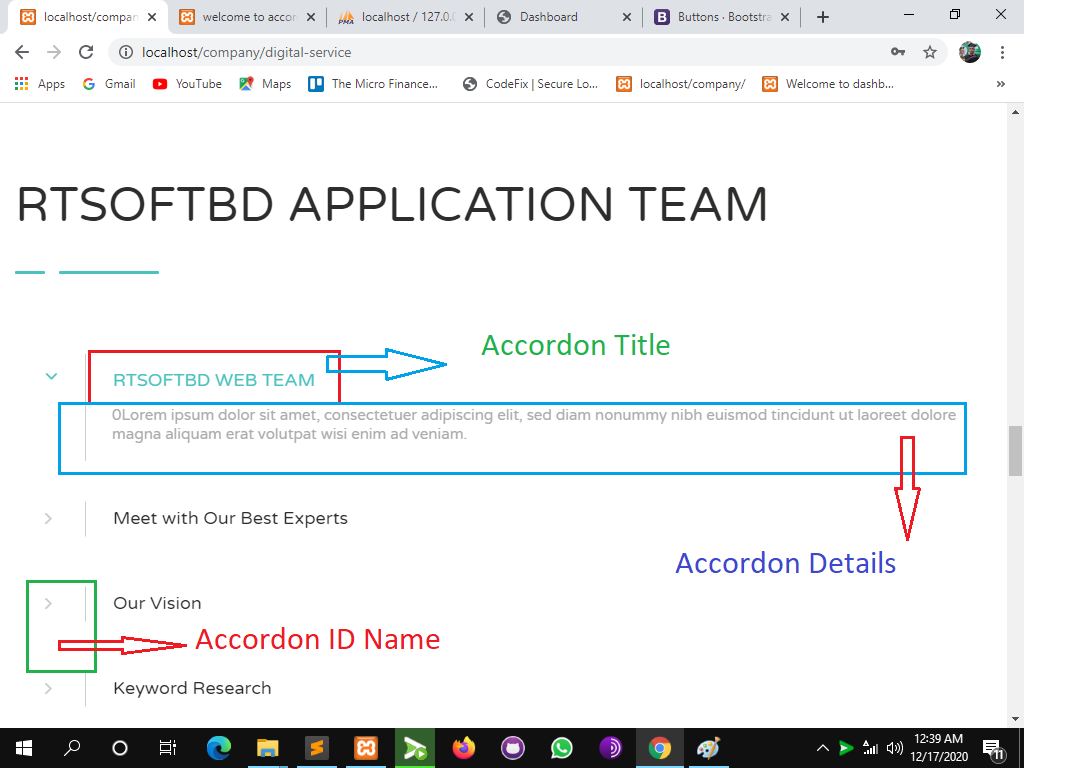 localhost/compan
welcome to accor
localhost / 127.0.0
Dashboard
Buttons · Bootstra
localhost/company/digital-service
Apps
Gmail
YouTube
Maps
The Micro Finance...
CodeFix | Secure Lo...
localhost/company/
Welcome to dashb...
»
RTSOFTBD APPLICATION TEAM
Accordon Title
RTSOFTBD WEB TEAM
0Lorem ipsum dolor sit amet, consectetuer adipiscing elit, sed diam nonummy nibh euismod tincidunt ut laoreet dolore
magna aliquam erat volutpat wisi enim ad veniam.
Meet with Our Best Experts
Accordon Details
Our Vision
Accordon ID Name
Keyword Research
12:39 AM
12/17/2020
11